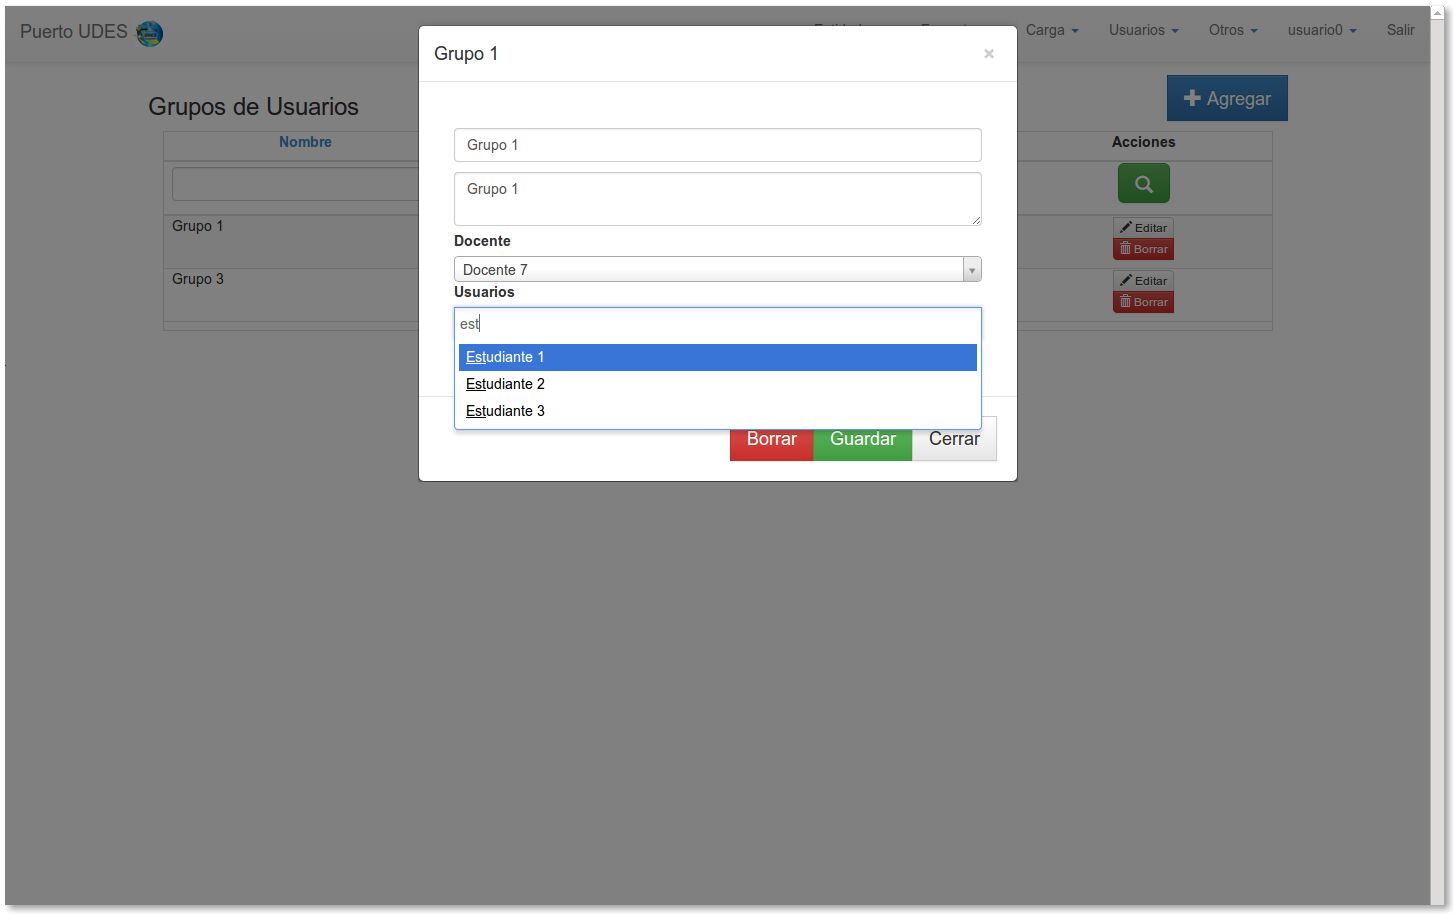 Puerto UDES
Carga
Usuarios
Otros
usuario0
Salir
Grupos de Usuarios
Agregar
Nombre
Acciones
Grupo 1
Editar
Borrar
Grupo 3
Editar
Borrar
Grupo 1
×
Grupo 1
Grupo 1
Docente
Docente 7
Usuarios
est
Estudiante 1
Estudiante 2
Estudiante 3
Borrar
Guardar
Cerrar